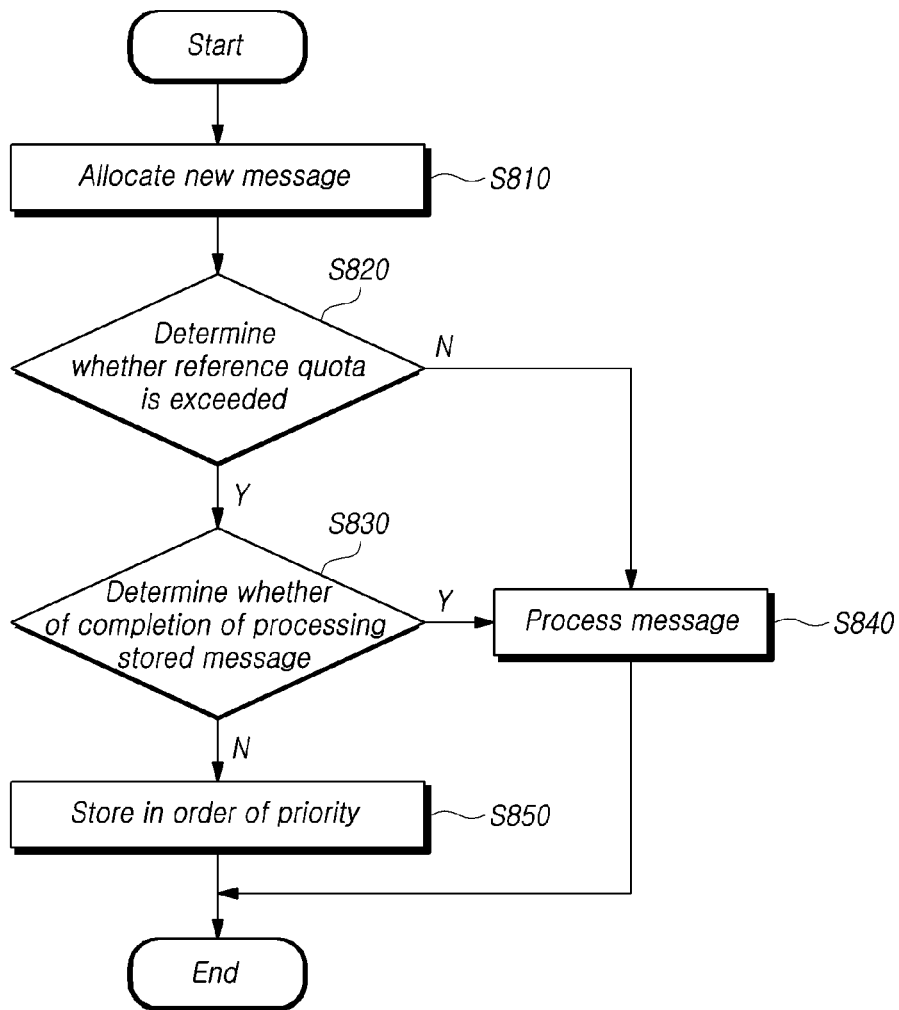 Start
Allocate new message
S810
S820
Determine
whether reference quota
is exceeded
N
Y
S830
Determine whether
of completion of processing
stored message
Y
Process message
S840
N
Store in order of priority
S850
End